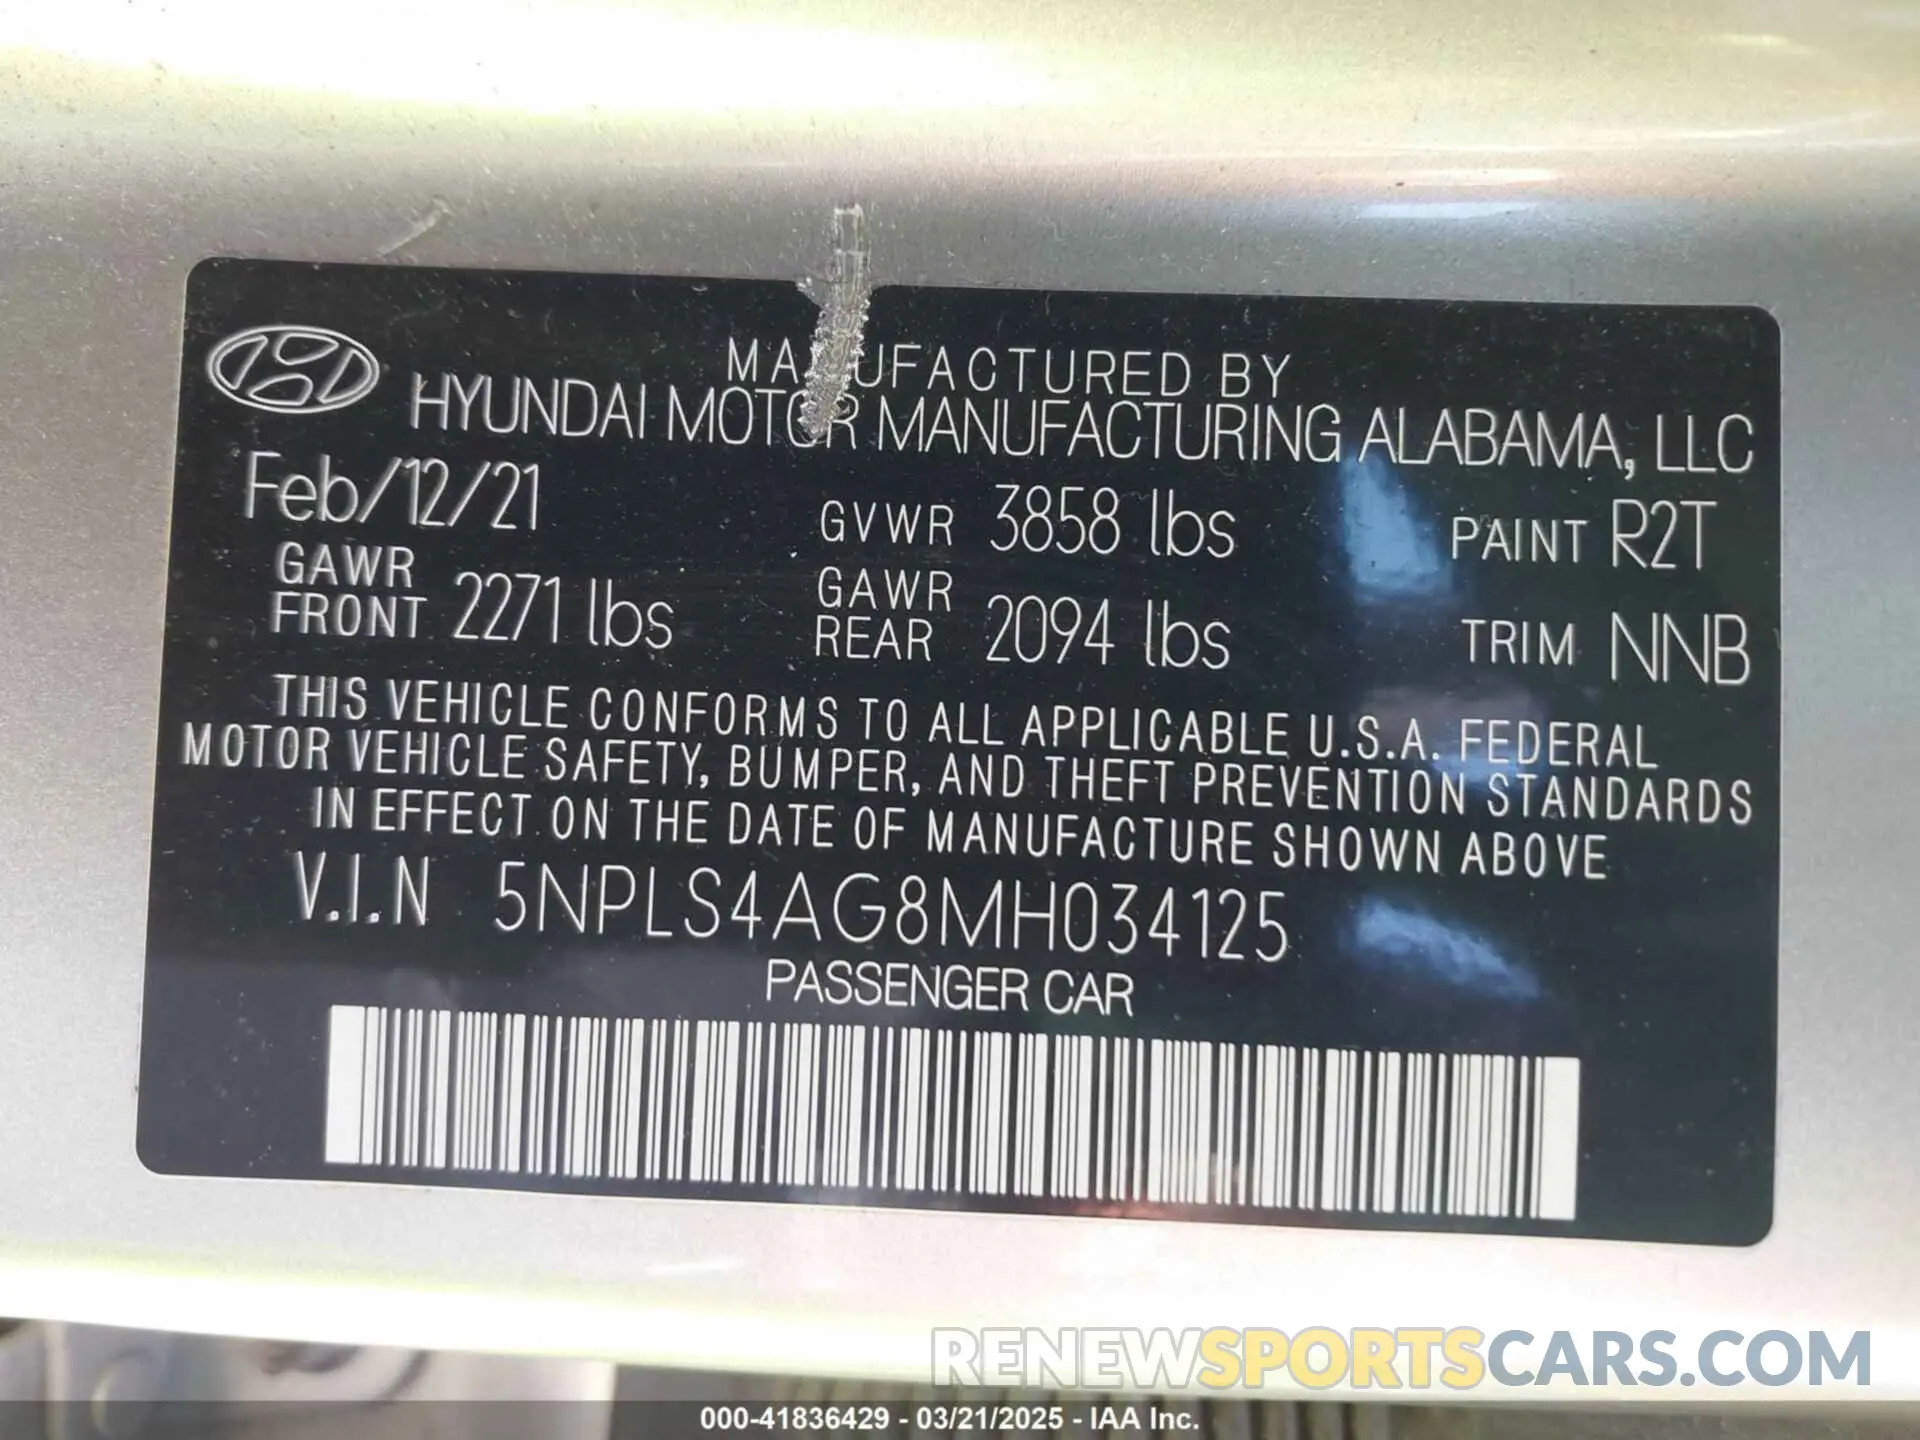 MANUFACTURED BY
HYUNDAI MOTOR MANUFACTURING ALABAMA, LLC
Feb/12/21 GVWR 3858 lbs PAINT R2T
GAWR FRONT 2271 lbs GAWR REAR 2094 lbs TRIM NNB
THIS VEHICLE CONFORMS TO ALL APPLICABLE U.S.A. FEDERAL
MOTOR VEHICLE SAFETY, BUMPER, AND THEFT PREVENTION STANDARDS
IN EFFECT ON THE DATE OF MANUFACTURE SHOWN ABOVE
V.I.N 5NPLS4AG8MH034125
PASSENGER CAR
RENEWSPORTSCARS.COM
000-41836429 - 03/21/2025 - IAA Inc.